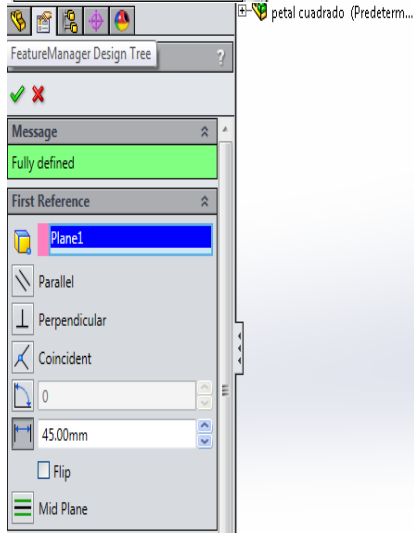 petal cuadrado (Predeterm...
FeatureManager Design Tree
?
Message
Fully defined
First Reference
Plane1
Parallel
Perpendicular
Coincident
0
45.00mm
Flip
Mid Plane